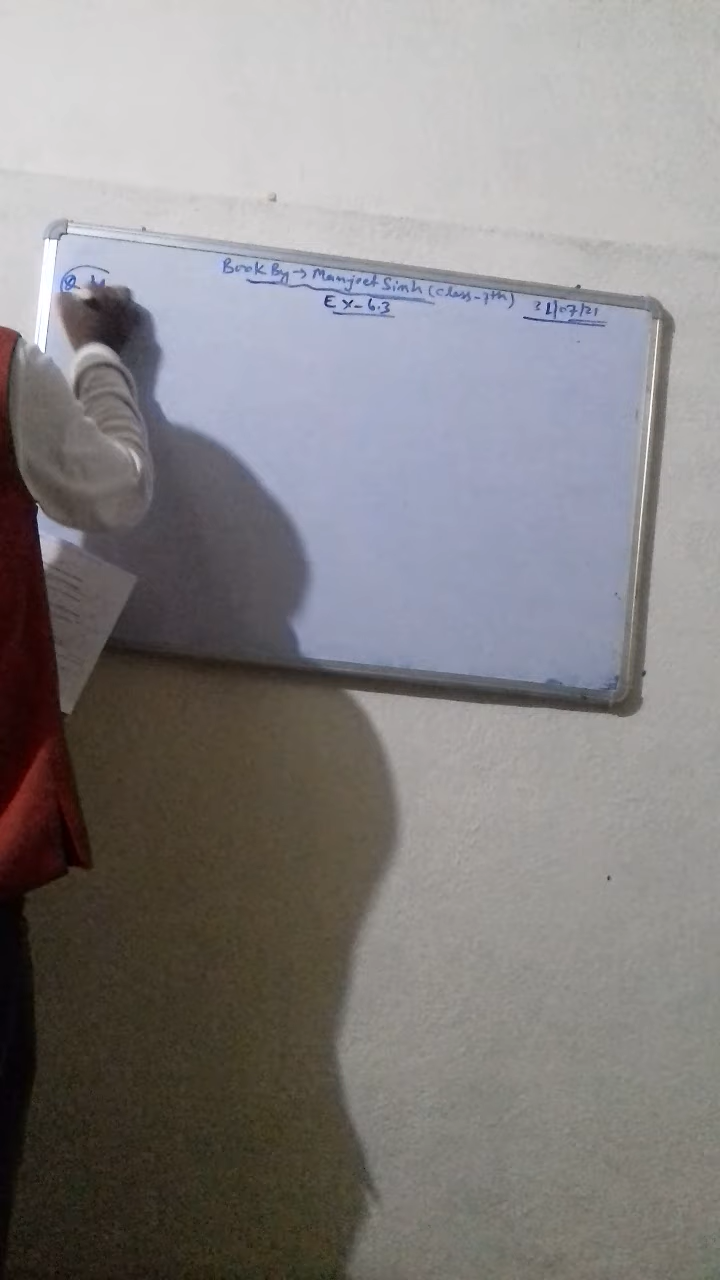 Book By → Manjeet Sinh (Class-7th)
Ex-6.3
31/07/21